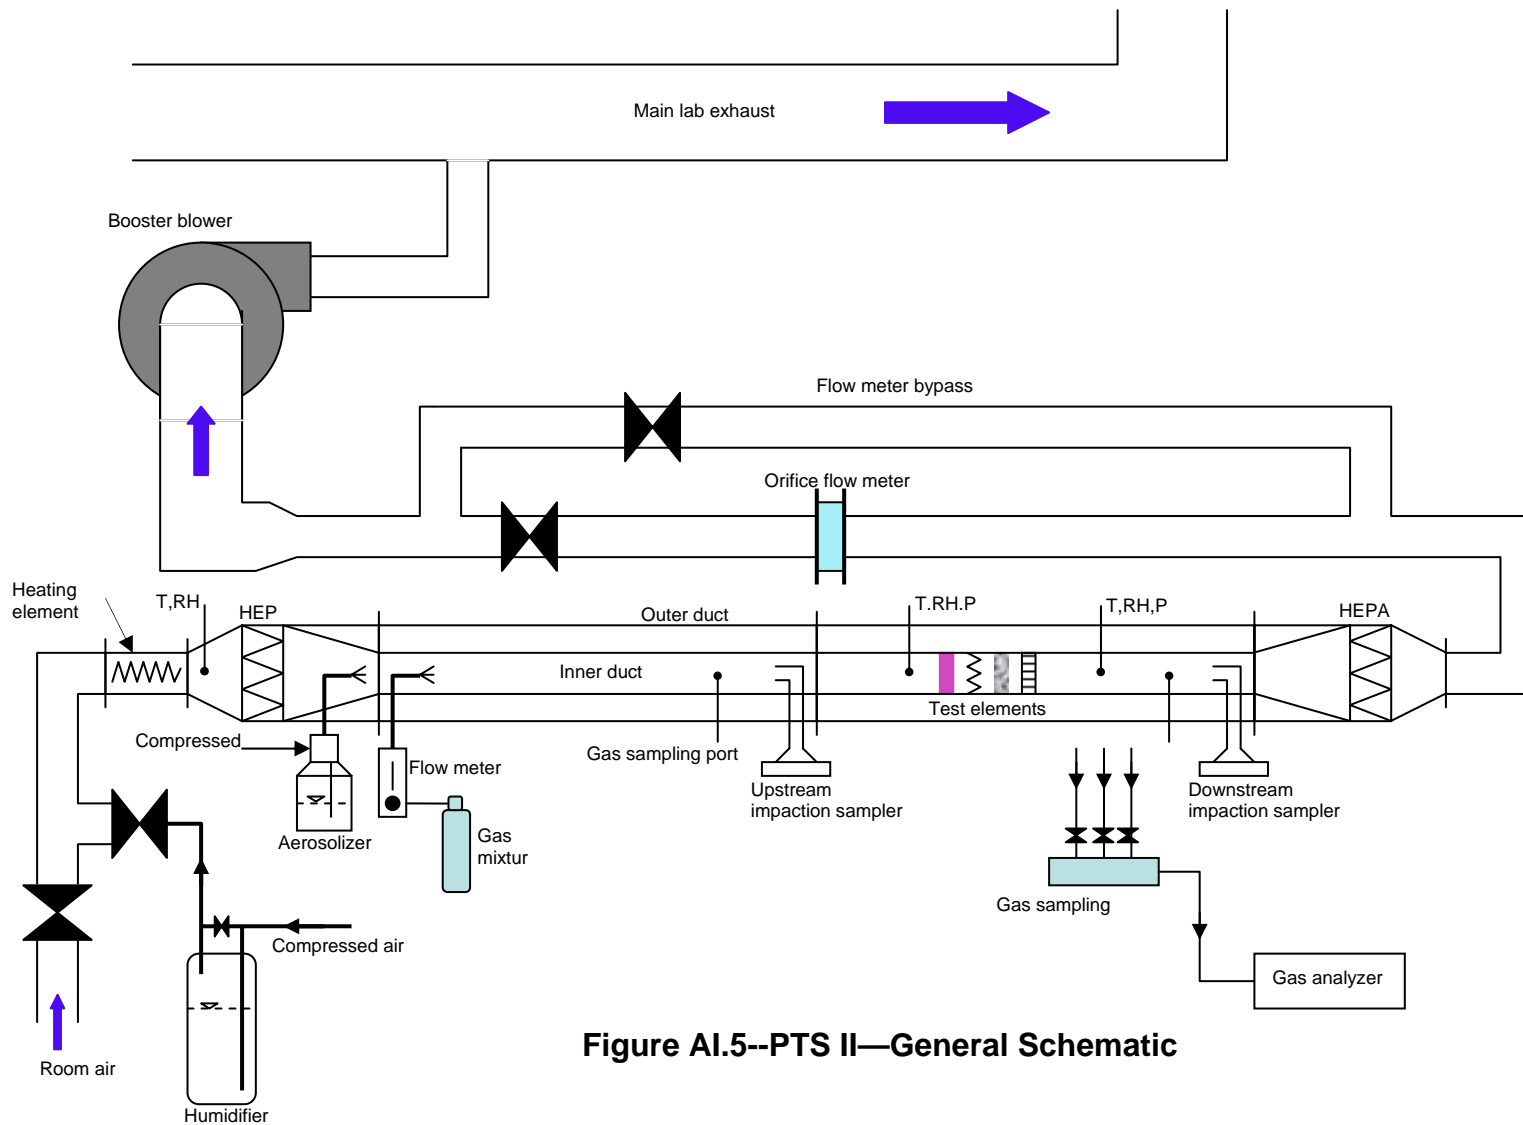 Main lab exhaust
Booster blower
Flow meter bypass
Orifice flow meter
Heating
element
T,RH
HEP
Outer duct
T.RH.P
T,RH,P
HEPA
Inner duct
Test elements
Compressed
Flow meter
Gas sampling port
Upstream
impaction sampler
Downstream
impaction sampler
Aerosolizer
Gas
mixtur
Gas sampling
Compressed air
Gas analyzer
Room air
Humidifier
Figure AI.5--PTS II—General Schematic